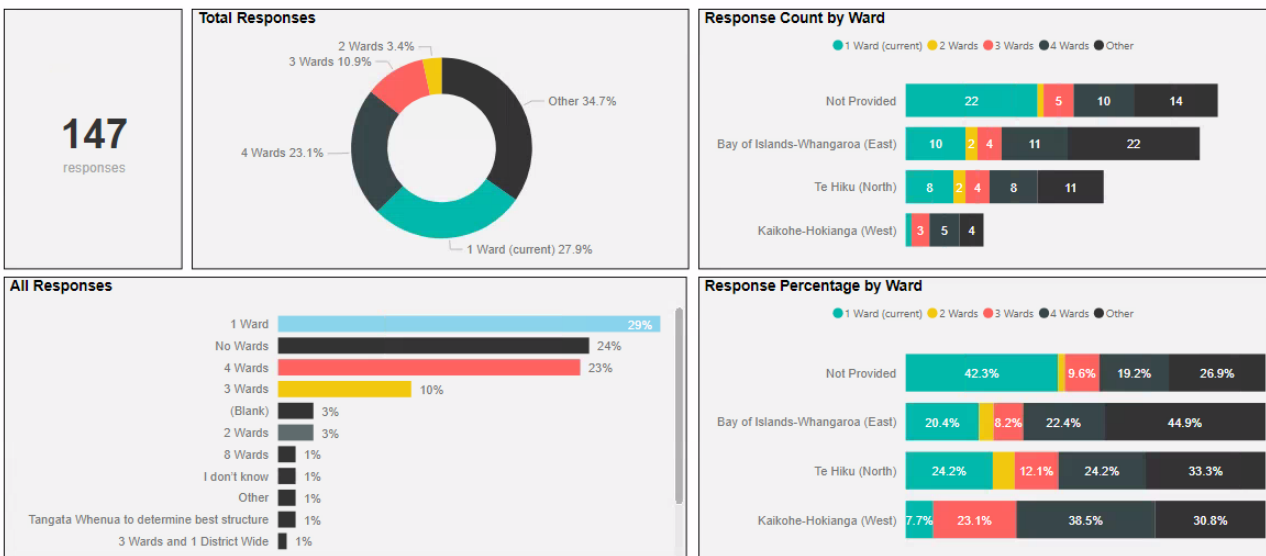 147
responses
Total Responses
2 Wards 3.4%
3 Wards 10.9%
Other 34.7%
4 Wards 23.1%
1 Ward (current) 27.9%
Response Count by Ward
1 Ward (current) 2 Wards 3 Wards 4 Wards Other
Not Provided 22 5 10 14
Bay of Islands-Whangaroa (East) 10 2 4 11 22
Te Hiku (North) 8 2 4 8 11
Kaikohe-Hokianga (West) 3 5 4
All Responses
1 Ward 29%
No Wards 24%
4 Wards 23%
3 Wards 10%
(Blank) 3%
2 Wards 3%
8 Wards 1%
I don't know 1%
Other 1%
Tangata Whenua to determine best structure 1%
3 Wards and 1 District Wide 1%
Response Percentage by Ward
1 Ward (current) 2 Wards 3 Wards 4 Wards Other
Not Provided 42.3% 9.6% 19.2% 26.9%
Bay of Islands-Whangaroa (East) 20.4% 8.2% 22.4% 44.9%
Te Hiku (North) 24.2% 12.1% 24.2% 33.3%
Kaikohe-Hokianga (West) 7.7% 23.1% 38.5% 30.8%